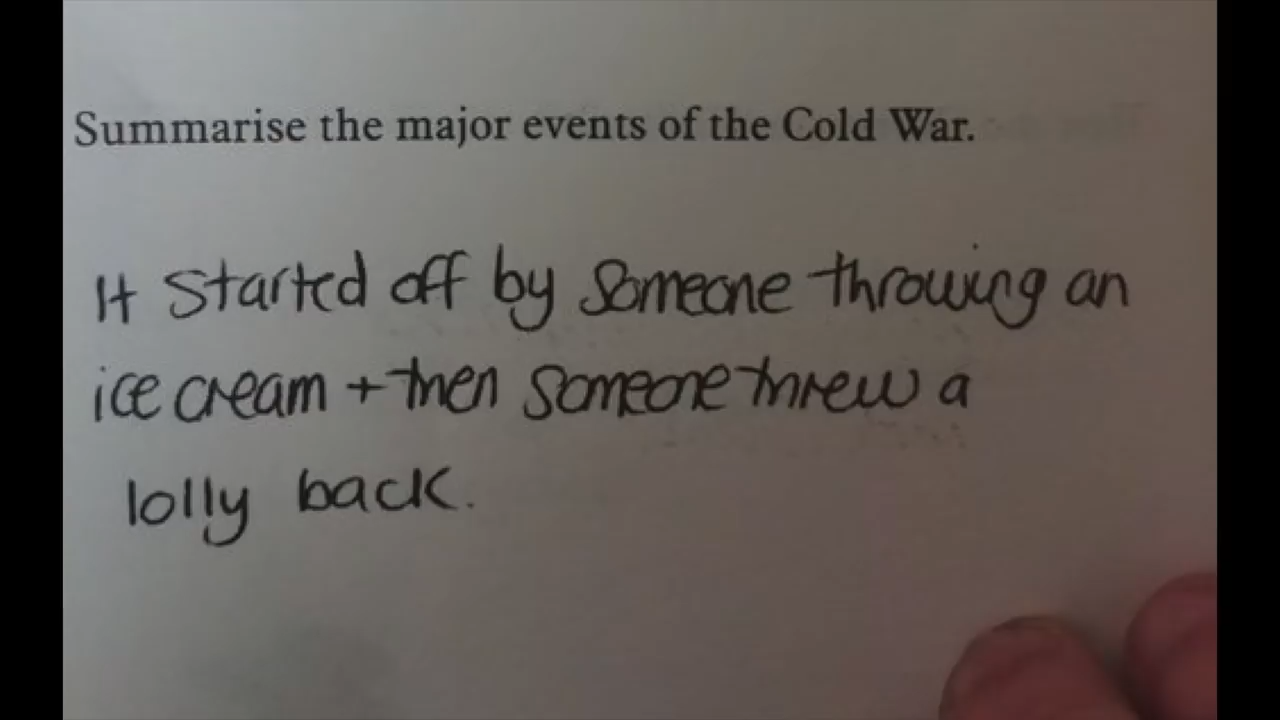 Summarise the major events of the Cold War.
It started off by someone throwing an
ice cream + then someone threw a
lolly back.